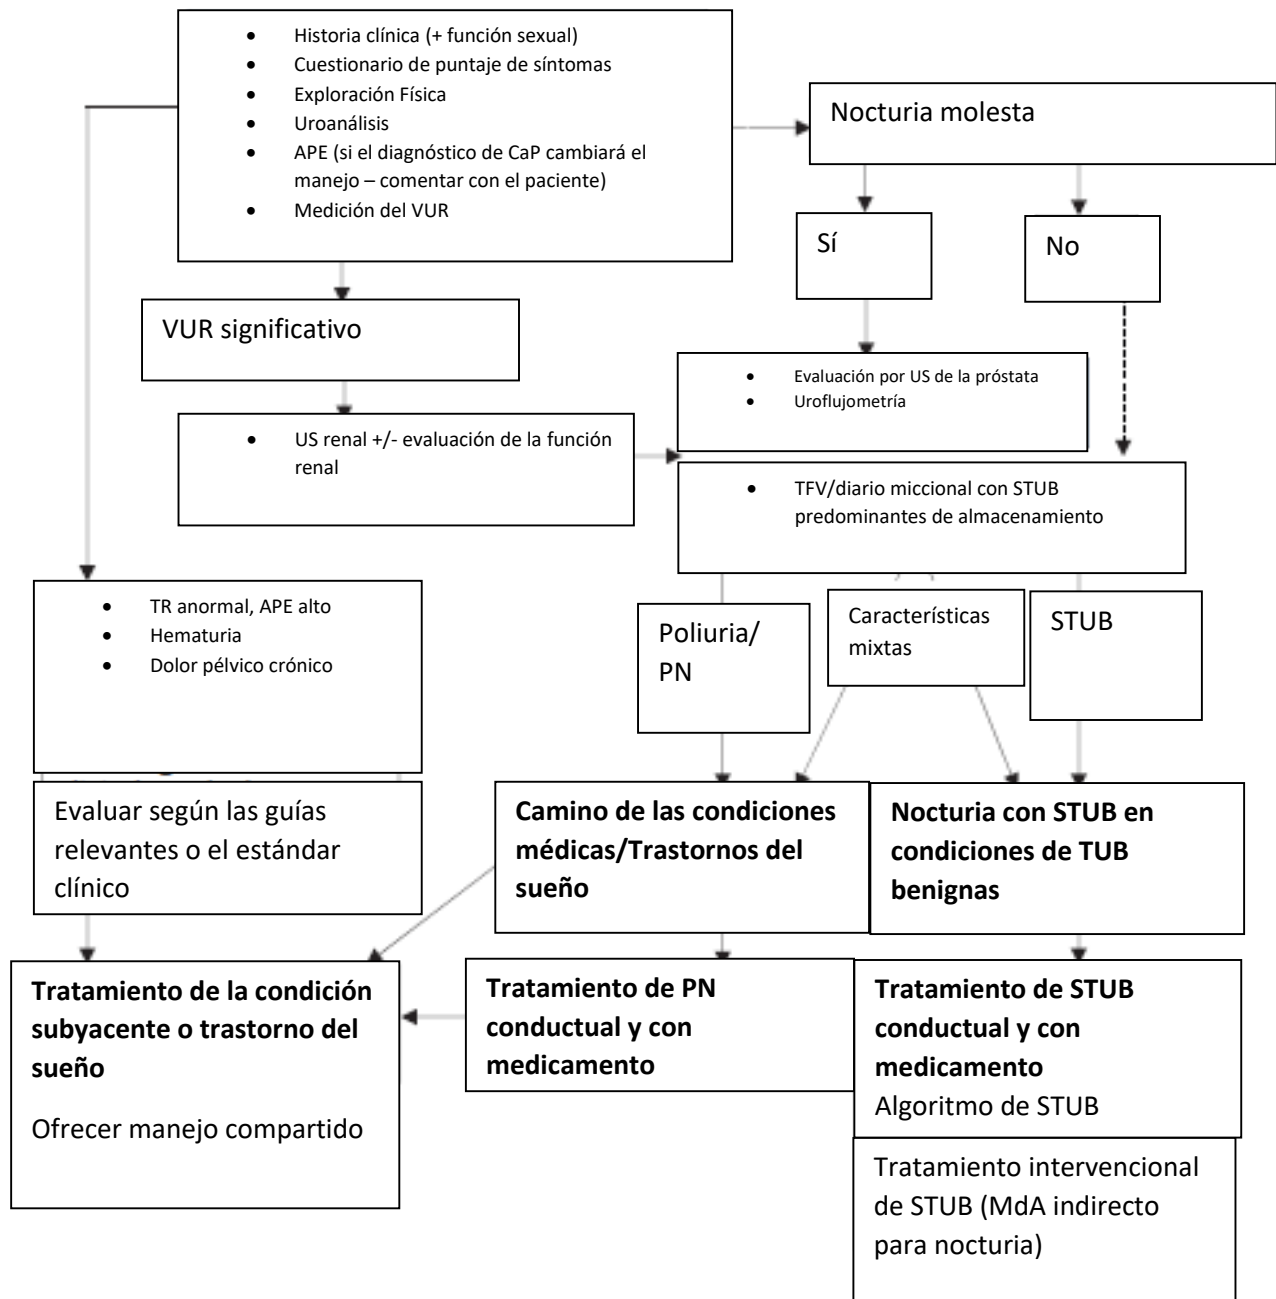 • Historia clínica (+ función sexual)
• Cuestionario de puntaje de síntomas
• Exploración Física
• Uroanálisis
• APE (si el diagnóstico de CaP cambiará el
manejo – comentar con el paciente)
• Medición del VUR
Nocturia molesta
Sí
No
VUR significativo
• Evaluación por US de la próstata
• Uroflujometría
• US renal +/- evaluación de la función
renal
• TFV/diario miccional con STUB
predominantes de almacenamiento
• TR anormal, APE alto
• Hematuria
• Dolor pélvico crónico
Poliuria/
PN
Características
mixtas
STUB
Evaluar según las guías
relevantes o el estándar
clínico
Camino de las condiciones
médicas/Trastornos del
sueño
Nocturia con STUB en
condiciones de TUB
benignas
Tratamiento de la condición
subyacente o trastorno del
sueño
Ofrecer manejo compartido
Tratamiento de PN
conductual y con
medicamento
Tratamiento de STUB
conductual y con
medicamento
Algoritmo de STUB
Tratamiento intervencional
de STUB (MdA indirecto
para nocturia)